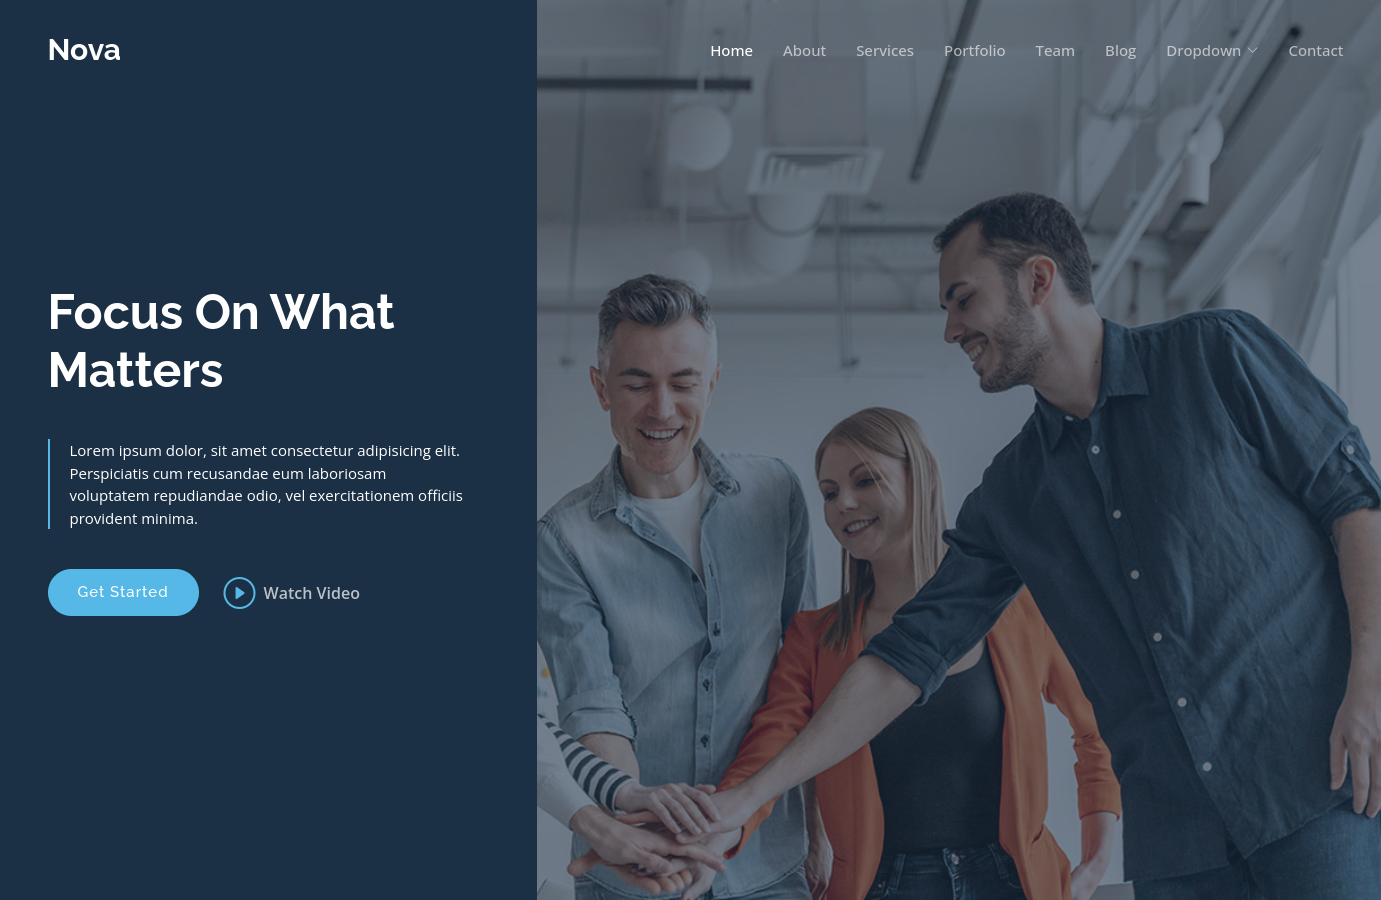 Nova
Home About Services Portfolio Team Blog Dropdown Contact
Focus On What
Matters
Lorem ipsum dolor, sit amet consectetur adipisicing elit.
Perspiciatis cum recusandae eum laboriosam
voluptatem repudiandae odio, vel exercitationem officiis
provident minima.
Get Started
Watch Video